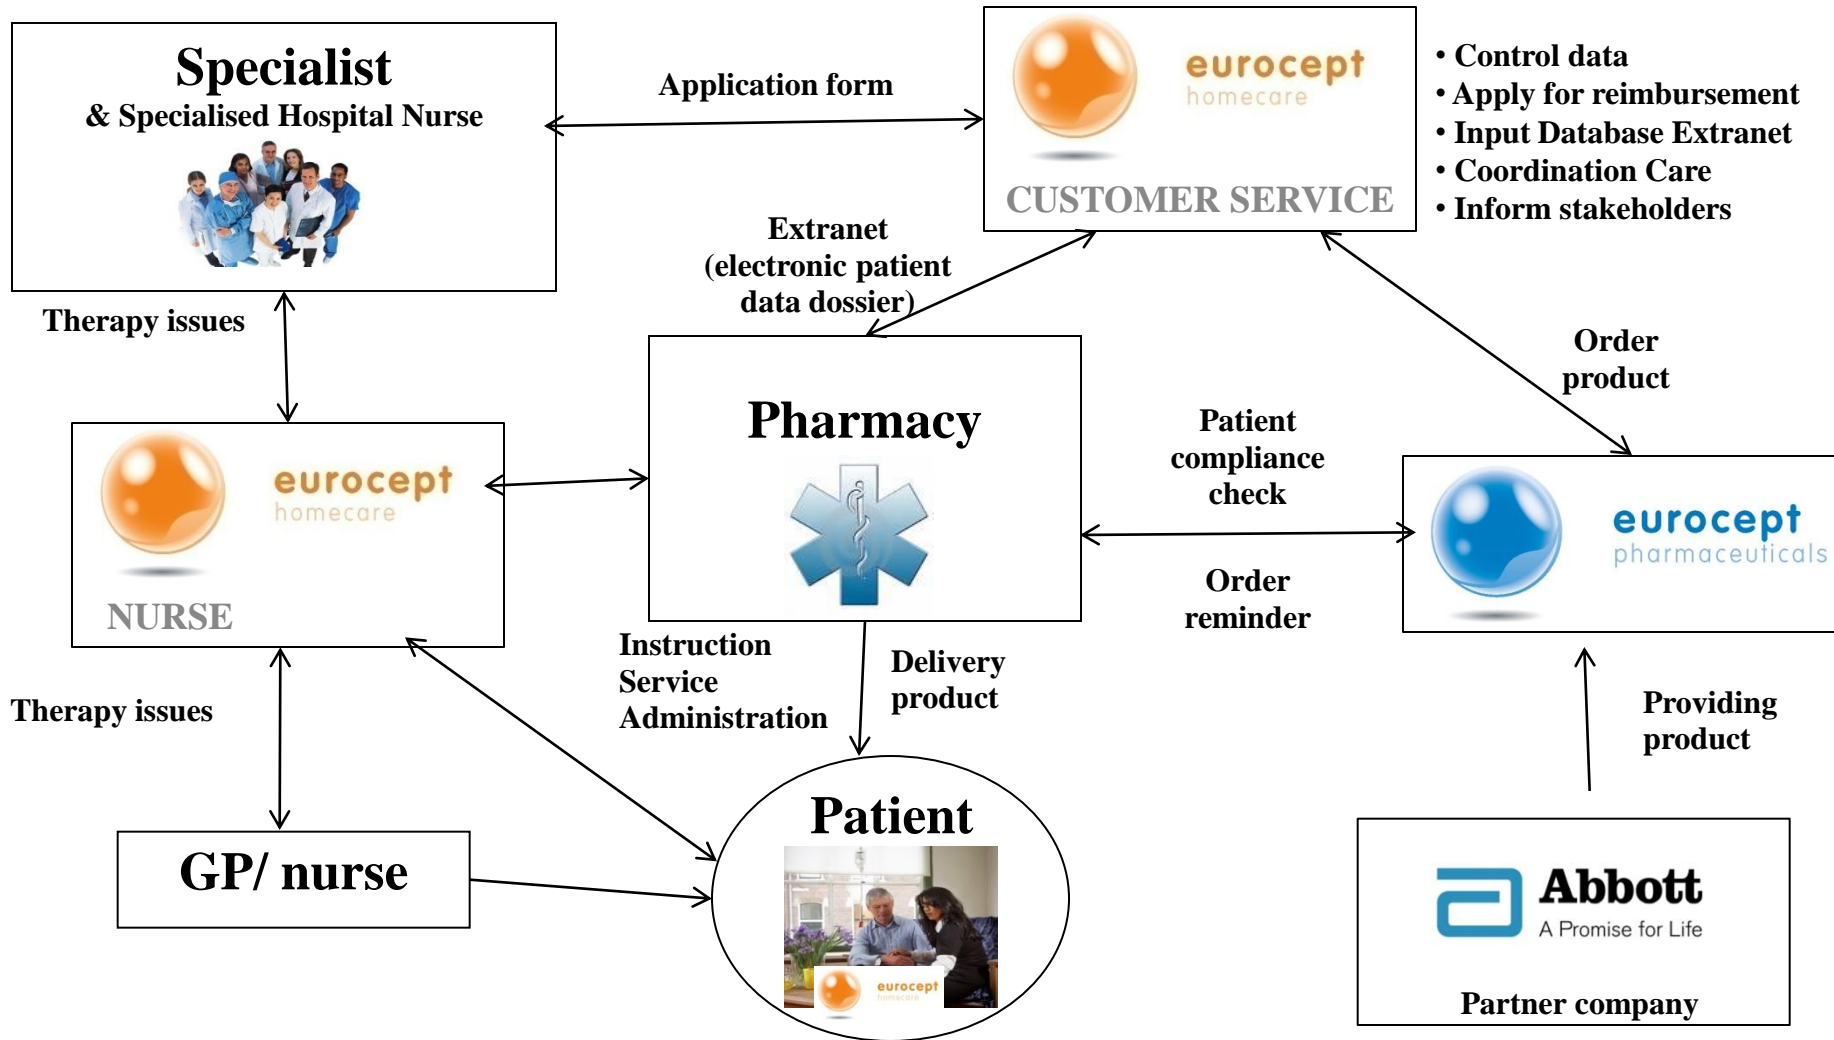 Specialist
& Specialised Hospital Nurse
Application form
eurocept
homecare
CUSTOMER SERVICE
• Control data
• Apply for reimbursement
• Input Database Extranet
• Coordination Care
• Inform stakeholders
Therapy issues
Extranet
(electronic patient
data dossier)
Order
product
eurocept
homecare
NURSE
Pharmacy
Patient
compliance
check
Order
reminder
eurocept
pharmaceuticals
Therapy issues
Instruction
Service
Administration
Delivery
product
Providing
product
GP/ nurse
Patient
eurocept
homecare
Abbott
A Promise for Life
Partner company